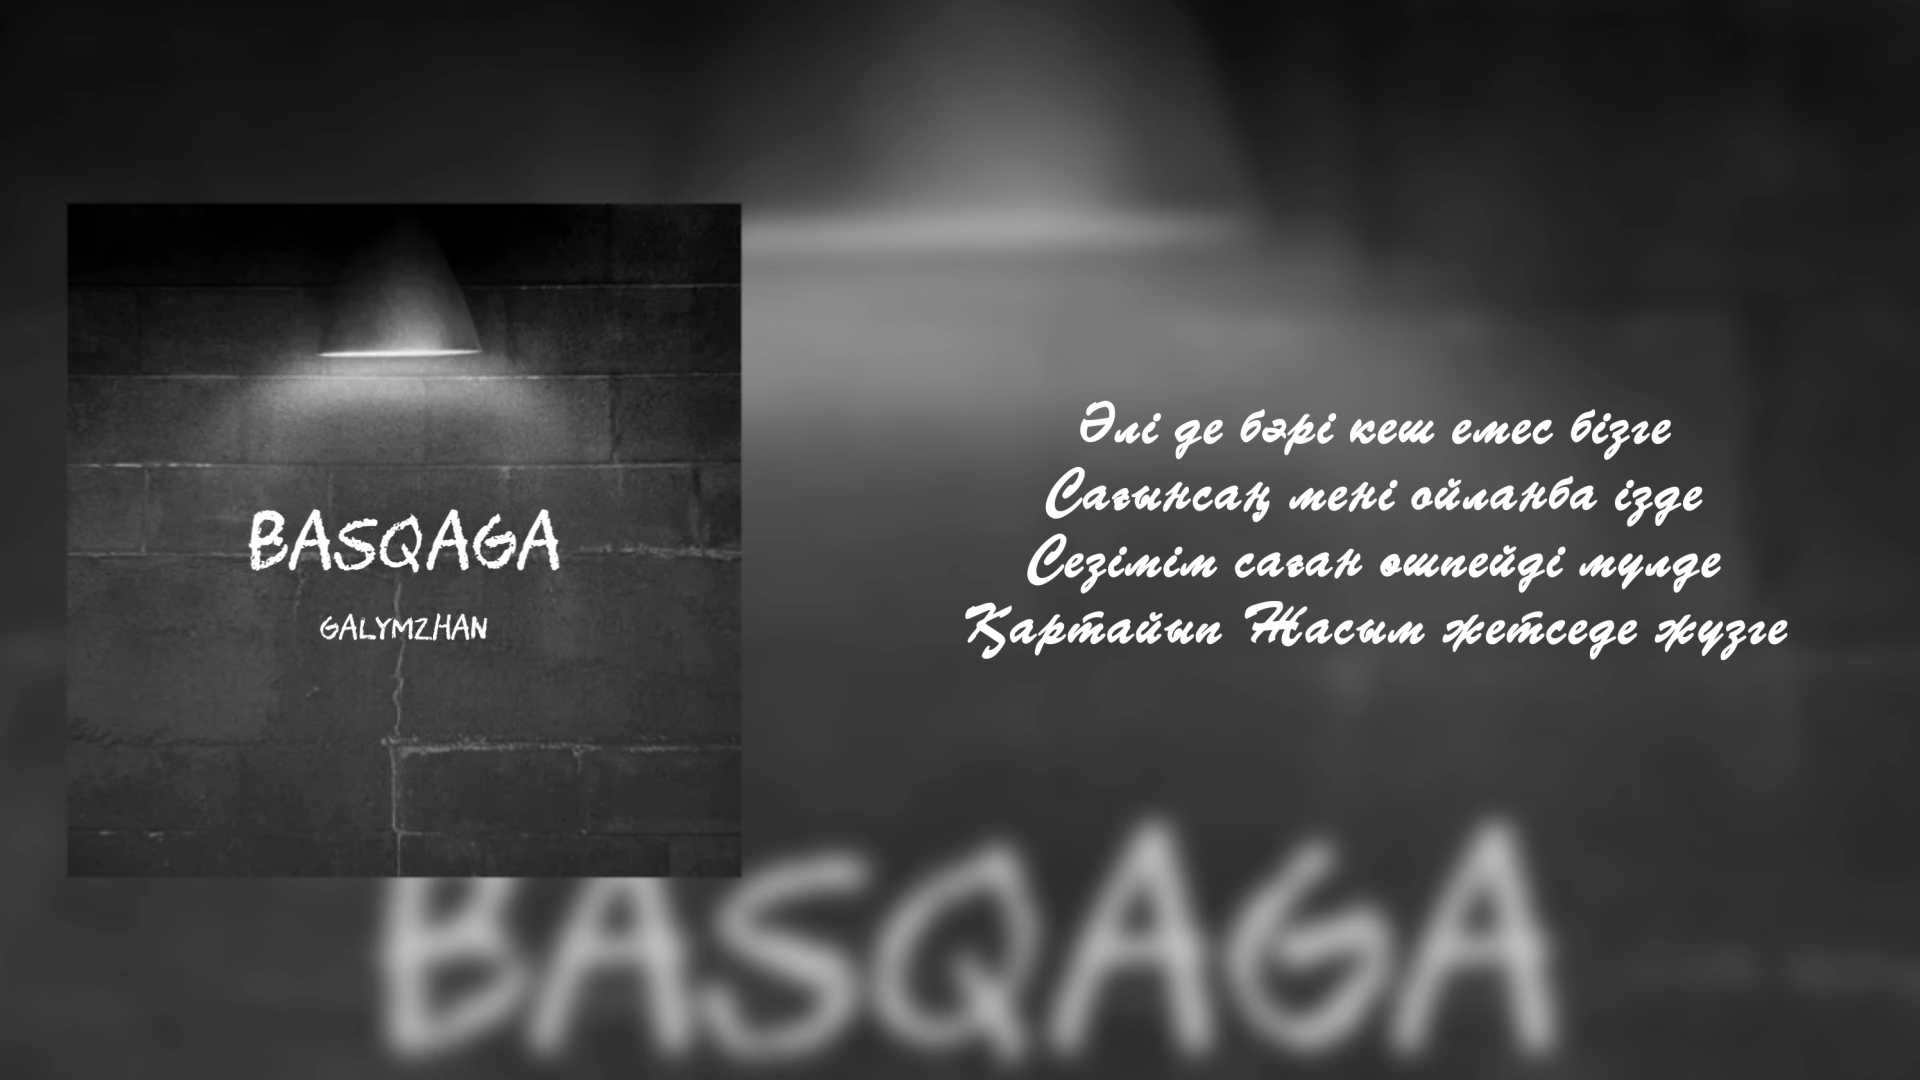 BASQAGA
GALYMZHAN
Әлі де бәрі кеш емес бізге
Сағынсаң мені ойланба ізде
Сезімім саған өшпейді мүлде
Қартайып Жасым жетседе жүзге
BASQAGA